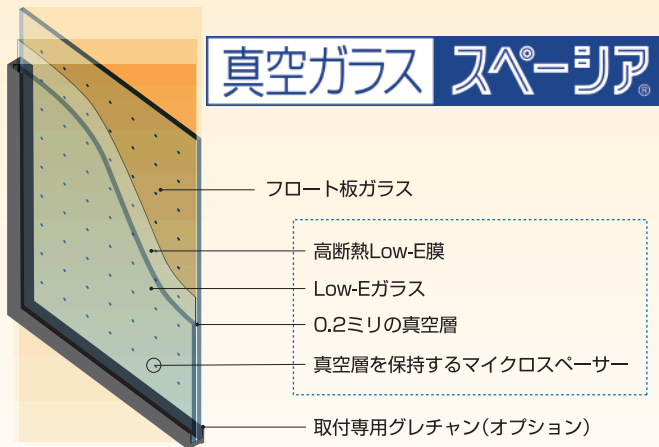 真空ガラス スペーシア®
フロート板ガラス
高断熱Low-E膜
Low-Eガラス
0.2ミリの真空層
真空層を保持するマイクロスペーサー
取付専用グレチャン(オプション)